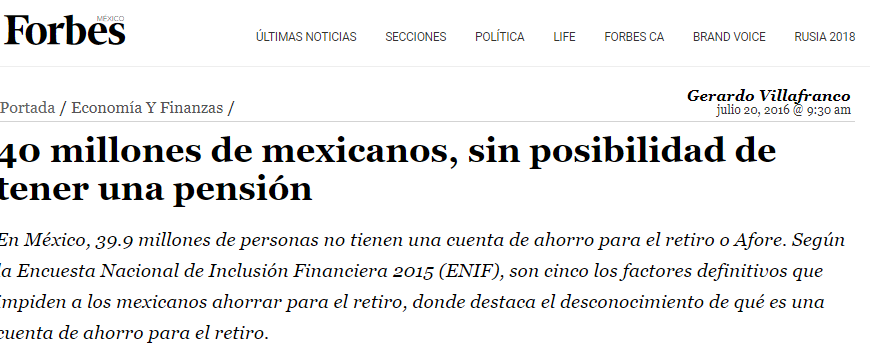 Forbes
MÉXICO
ÚLTIMAS NOTICIAS SECCIONES POLÍTICA LIFE FORBES CA BRAND VOICE RUSIA 2018
Gerardo Villafranco
julio 20, 2016 @ 9:30 am
Portada / Economía Y Finanzas /
40 millones de mexicanos, sin posibilidad de
tener una pensión
En México, 39.9 millones de personas no tienen una cuenta de ahorro para el retiro o Afore. Según
la Encuesta Nacional de Inclusión Financiera 2015 (ENIF), son cinco los factores definitivos que
impiden a los mexicanos ahorrar para el retiro, donde destaca el desconocimiento de qué es una
cuenta de ahorro para el retiro.